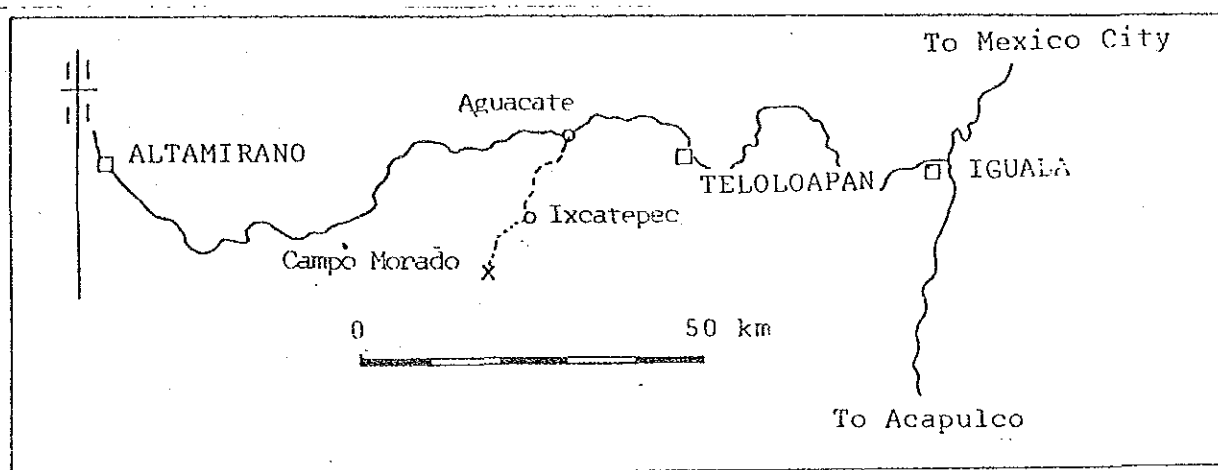 To Mexico City
Aguacate
ALTAMIRANO
TELOLOAPAN
IGUALA
Ixcatepec
Campo Morado
X
0 50 km
To Acapulco